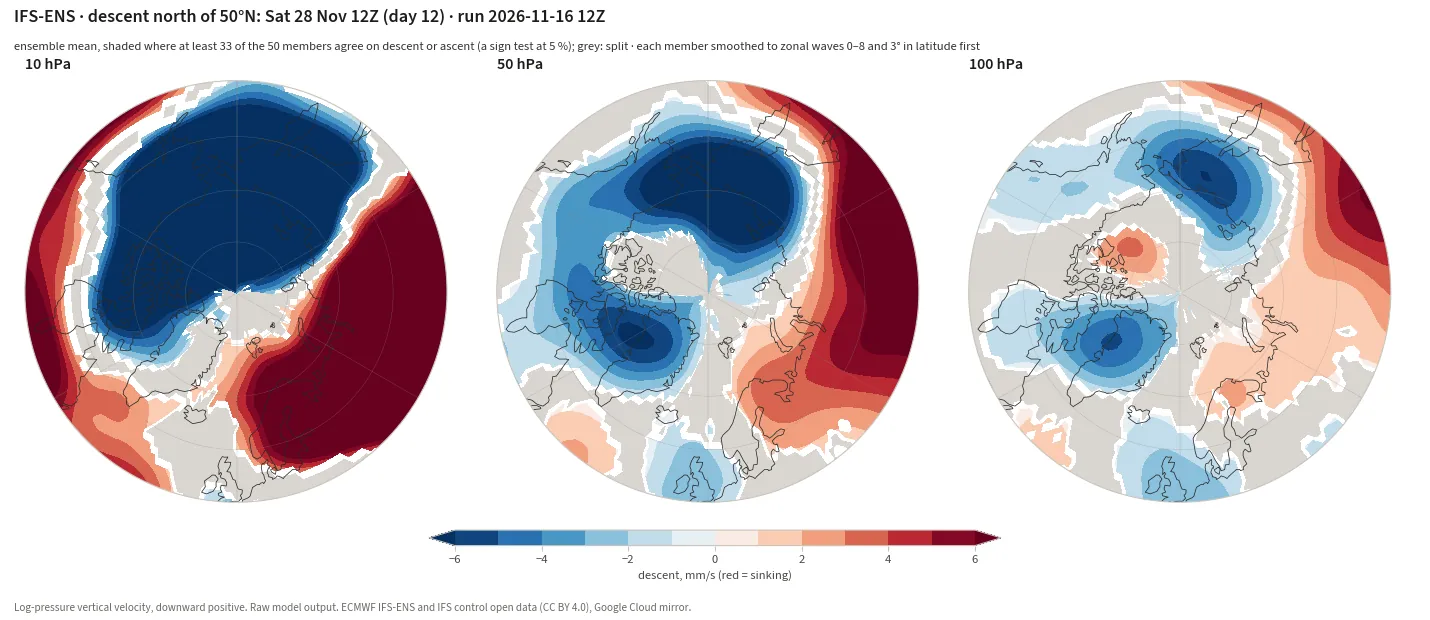 IFS-ENS · descent north of 50°N: Sat 28 Nov 12Z (day 12) · run 2026-11-16 12Z
ensemble mean, shaded where at least 33 of the 50 members agree on descent or ascent (a sign test at 5 %); grey: split · each member smoothed to zonal waves 0–8 and 3° in latitude first
10 hPa
50 hPa
100 hPa
−6 −4 −2 0 2 4 6
descent, mm/s (red = sinking)
Log-pressure vertical velocity, downward positive. Raw model output. ECMWF IFS-ENS and IFS control open data (CC BY 4.0), Google Cloud mirror.